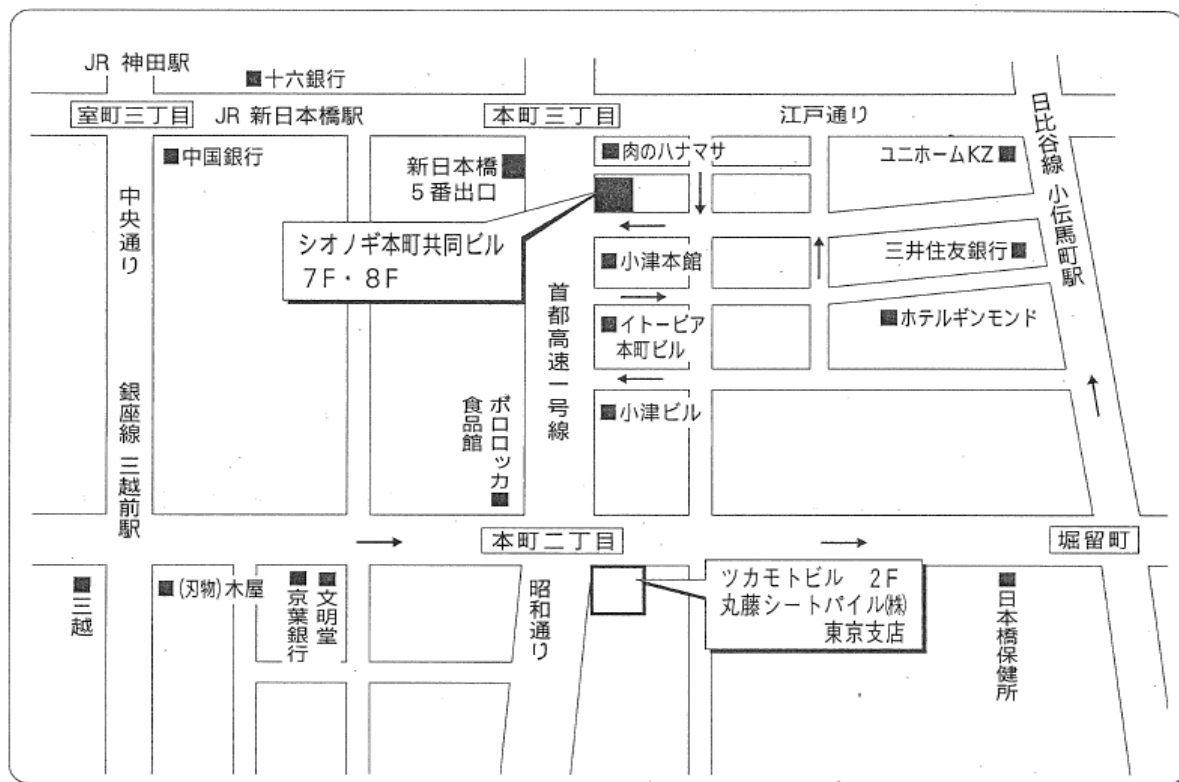 JR 神田駅
■十六銀行
室町三丁目
JR 新日本橋駅
本町三丁目
江戸通り
日比谷線 小伝馬町駅
■中国銀行
新日本橋
5番出口
■肉のハナマサ
ユニホームKZ■
中央通り
シオノギ本町共同ビル
7F・8F
■小津本館
三井住友銀行■
首都高速一号線
■イトーピア
本町ビル
■ホテルギンモンド
銀座線 三越前駅
ポロロッカ■
食品館
■小津ビル
本町二丁目
堀留町
■三越
■(刃物)木屋
■京葉銀行
■文明堂
昭和通り
ツカモトビル 2F
丸藤シートパイル㈱
東京支店
■日本橋保健所